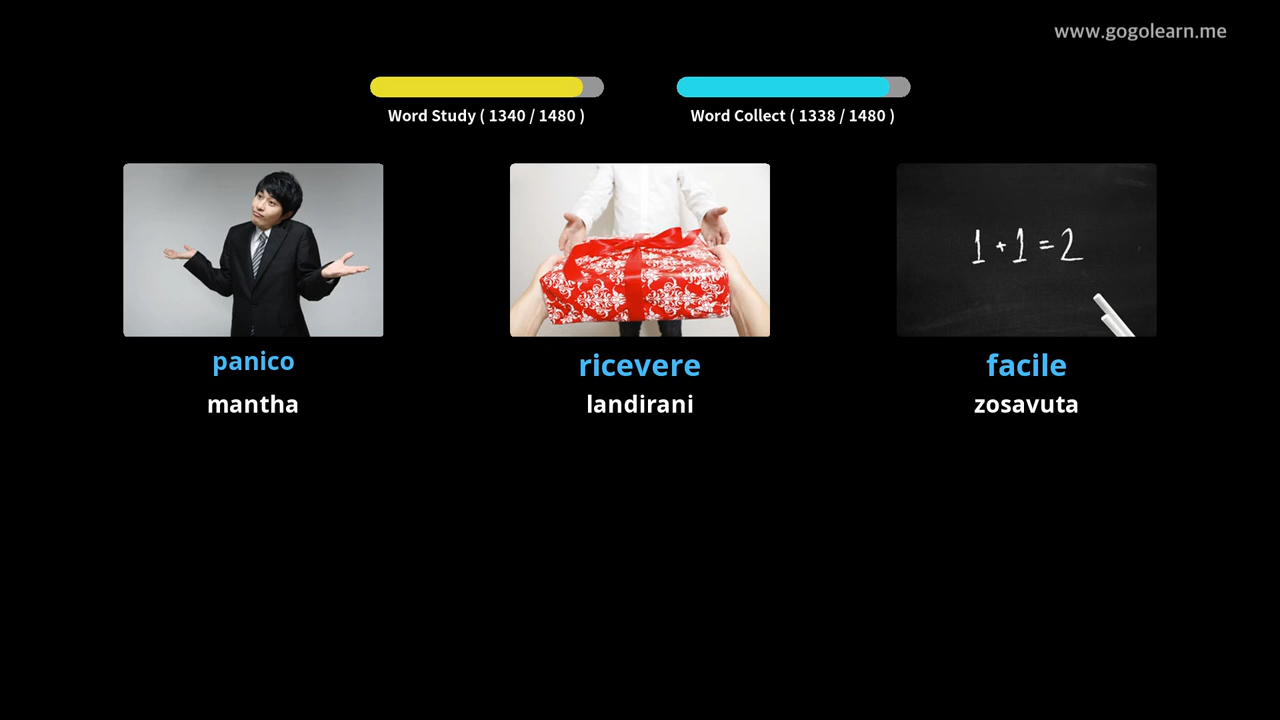 www.gogolearn.me
Word Study ( 1340 / 1480 )
Word Collect ( 1338 / 1480 )
1 + 1 = 2
panico
mantha
ricevere
landirani
facile
zosavuta